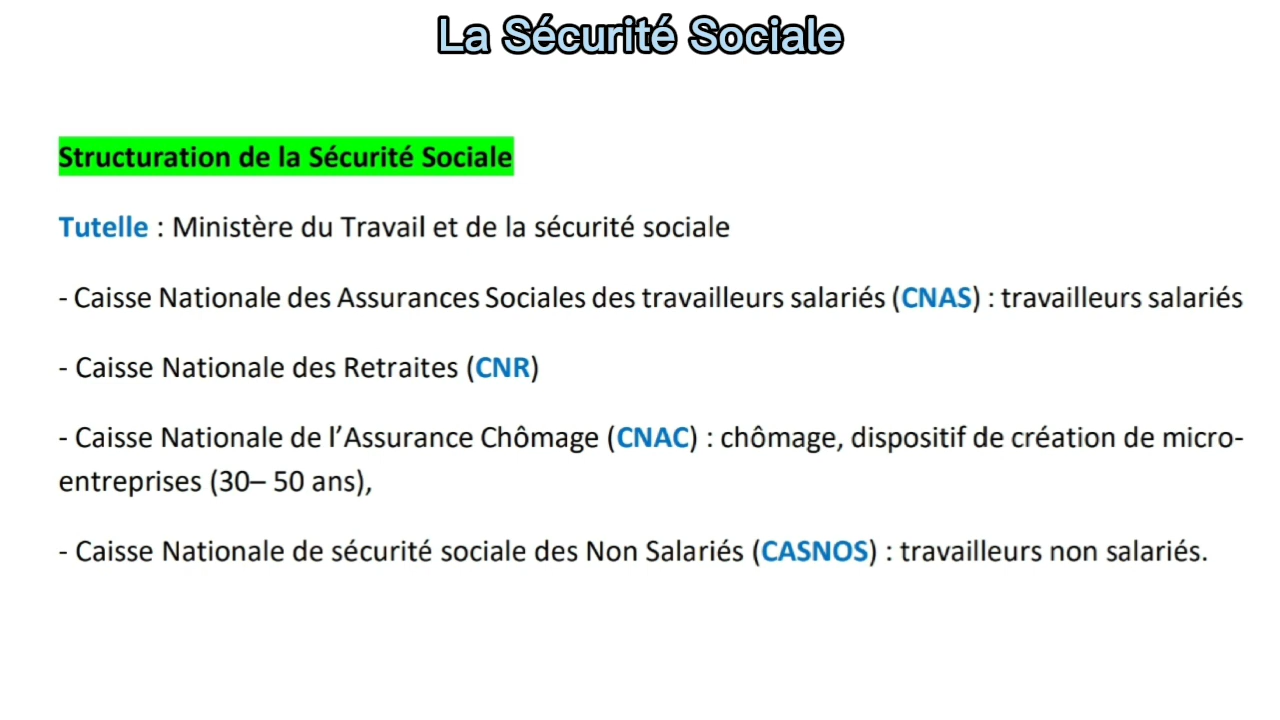 La Sécurité Sociale
Structuration de la Sécurité Sociale
Tutelle : Ministère du Travail et de la sécurité sociale
- Caisse Nationale des Assurances Sociales des travailleurs salariés (CNAS) : travailleurs salariés
- Caisse Nationale des Retraites (CNR)
- Caisse Nationale de l’Assurance Chômage (CNAC) : chômage, dispositif de création de micro-
entreprises (30– 50 ans),
- Caisse Nationale de sécurité sociale des Non Salariés (CASNOS) : travailleurs non salariés.